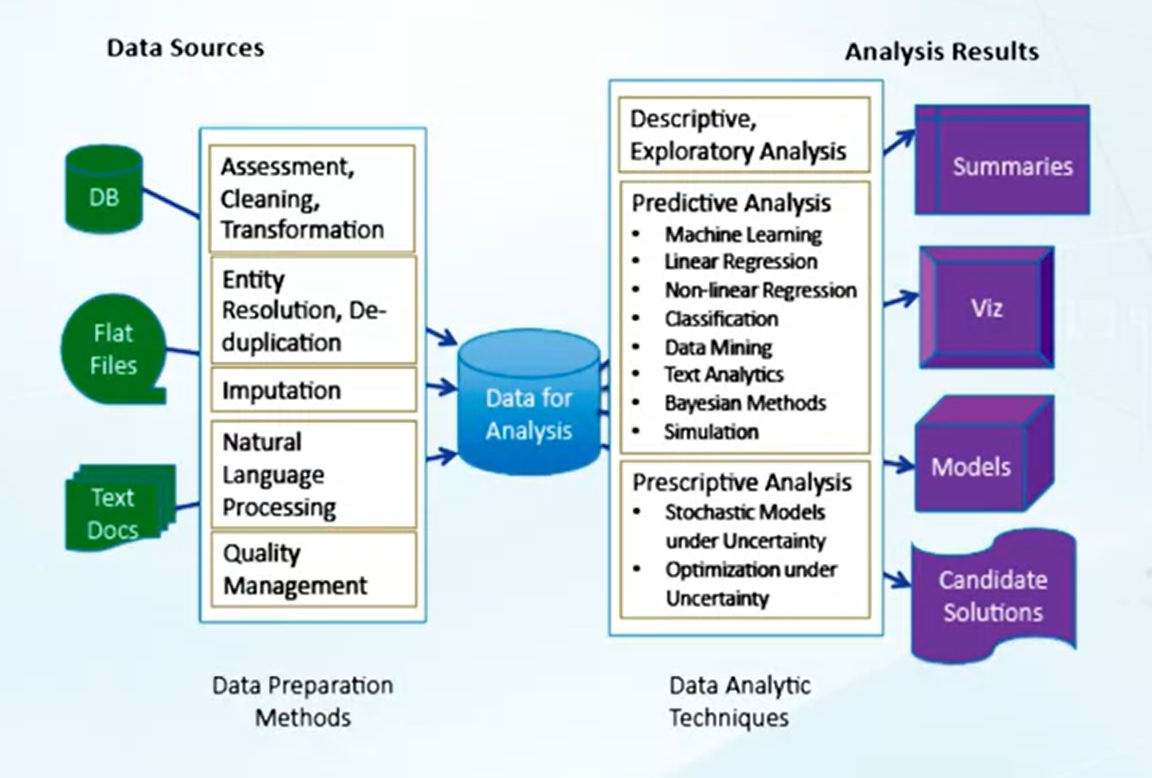 Data Sources
Analysis Results
DB
Flat
Files
Text
Docs
Assessment,
Cleaning,
Transformation
Entity
Resolution, De-
duplication
Imputation
Natural
Language
Processing
Quality
Management
Data Preparation
Methods
Data for
Analysis
Descriptive,
Exploratory Analysis
Predictive Analysis
• Machine Learning
• Linear Regression
• Non-linear Regression
• Classification
• Data Mining
• Text Analytics
• Bayesian Methods
• Simulation
Prescriptive Analysis
• Stochastic Models
under Uncertainty
• Optimization under
Uncertainty
Data Analytic
Techniques
Summaries
Viz
Models
Candidate
Solutions